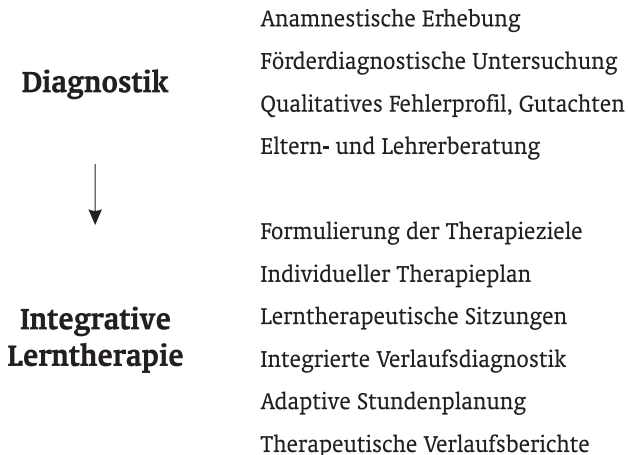 Diagnostik
Anamnestische Erhebung
Förderdiagnostische Untersuchung
Qualitatives Fehlerprofil, Gutachten
Eltern- und Lehrerberatung
Integrative
Lerntherapie
Formulierung der Therapieziele
Individueller Therapieplan
Lerntherapeutische Sitzungen
Integrierte Verlaufsdiagnostik
Adaptive Stundenplanung
Therapeutische Verlaufsberichte